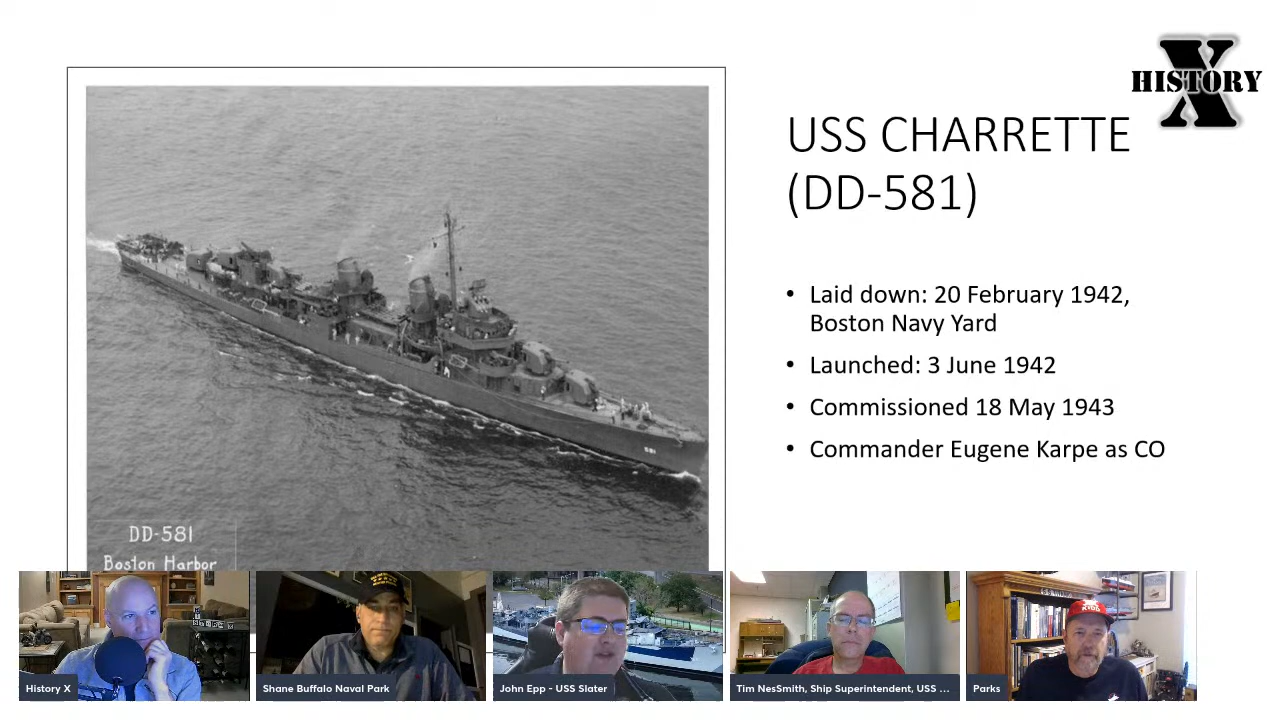 HISTORY
X
USS CHARRETTE
(DD-581)
• Laid down: 20 February 1942,
Boston Navy Yard
• Launched: 3 June 1942
• Commissioned 18 May 1943
• Commander Eugene Karpe as CO
581
DD-581
Boston Harbor
KIDD
History X
Shane Buffalo Naval Park
John Epp - USS Slater
Tim NesSmith, Ship Superintendent, USS ...
Parks